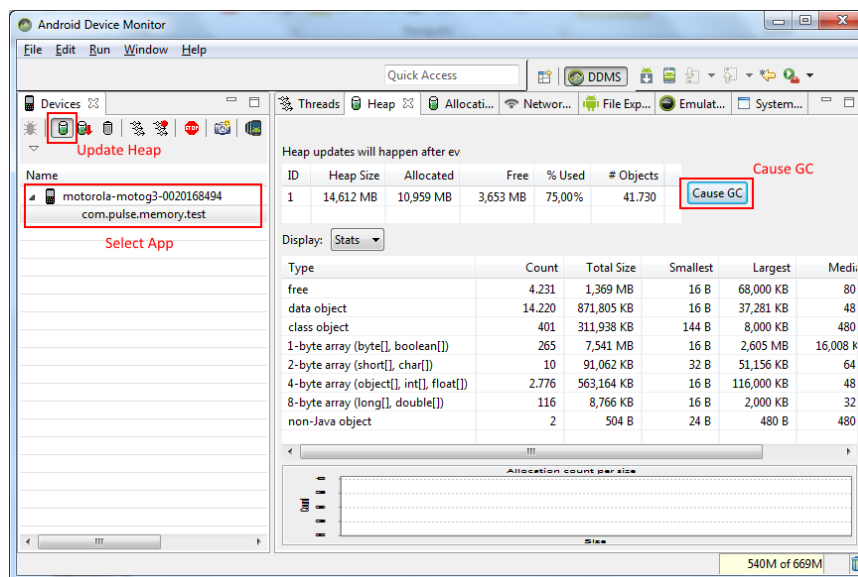 Android Device Monitor
File Edit Run Window Help
Quick Access
DDMS
Devices
Threads Heap Allocati... Networ... File Exp... Emulat... System...
Update Heap
Heap updates will happen after ev
Cause GC
Name
ID Heap Size Allocated Free % Used # Objects
motorola-motog3-0020168494
1 14,612 MB 10,959 MB 3,653 MB 75,00% 41.730
Cause GC
com.pulse.memory.test
Select App
Display: Stats
Type Count Total Size Smallest Largest Media
free 4.231 1,369 MB 16 B 68,000 KB 80
data object 14.220 871,805 KB 16 B 37,281 KB 48
class object 401 311,938 KB 144 B 8,000 KB 480
1-byte array (byte[], boolean[]) 265 7,541 MB 16 B 2,605 MB 16,008 K
2-byte array (short[], char[]) 10 91,062 KB 32 B 51,156 KB 64
4-byte array (object[], int[], float[]) 2.776 563,164 KB 16 B 116,000 KB 48
8-byte array (long[], double[]) 116 8,766 KB 16 B 2,000 KB 32
non-Java object 2 504 B 24 B 480 B 480
Allocation count per size
Count
Size
540M of 669M